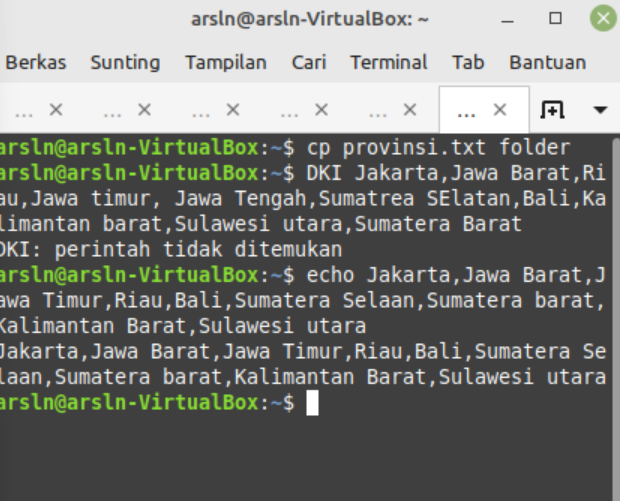 arsln@arsln-VirtualBox: ~
Berkas Sunting Tampilan Cari Terminal Tab Bantuan
... × ... × ... × ... × ... × ... ×
arsln@arsln-VirtualBox:~$ cp provinsi.txt folder
arsln@arsln-VirtualBox:~$ DKI Jakarta,Jawa Barat,Ri
au,Jawa timur, Jawa Tengah,Sumatrea SElatan,Bali,Ka
limantan barat,Sulawesi utara,Sumatera Barat
DKI: perintah tidak ditemukan
arsln@arsln-VirtualBox:~$ echo Jakarta,Jawa Barat,J
awa Timur,Riau,Bali,Sumatera Selaan,Sumatera barat,
Kalimantan Barat,Sulawesi utara
Jakarta,Jawa Barat,Jawa Timur,Riau,Bali,Sumatera Se
laan,Sumatera barat,Kalimantan Barat,Sulawesi utara
arsln@arsln-VirtualBox:~$